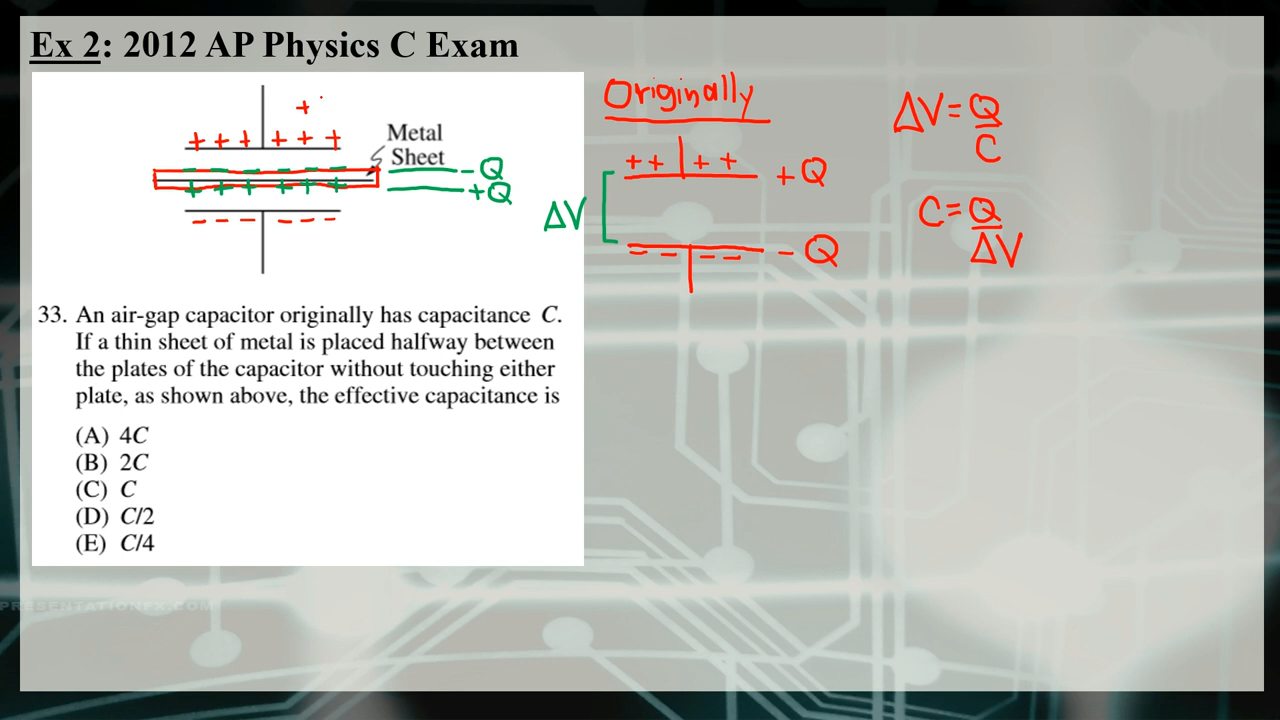 Ex 2: 2012 AP Physics C Exam
+
+ + + + + +
Metal
Sheet
- - - - - -
- Q
+ + + + + +
+ Q
- - - - - -
Originally
+ + + +
+ Q
ΔV
- - - -
- Q
ΔV = Q
C
C = Q
ΔV
33. An air-gap capacitor originally has capacitance C.
If a thin sheet of metal is placed halfway between
the plates of the capacitor without touching either
plate, as shown above, the effective capacitance is
(A) 4C
(B) 2C
(C) C
(D) C/2
(E) C/4
PRESENTATIONFX.COM